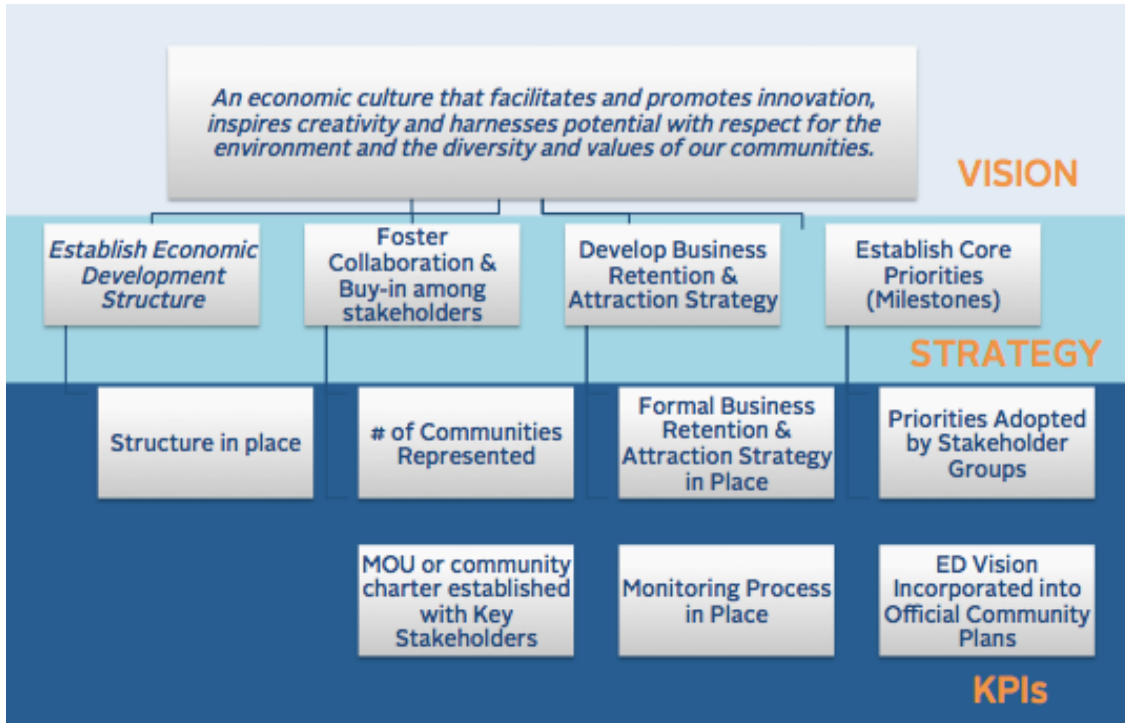 An economic culture that facilitates and promotes innovation,
inspires creativity and harnesses potential with respect for the
environment and the diversity and values of our communities.
VISION
Establish Economic
Development
Structure
Foster
Collaboration &
Buy-in among
stakeholders
Develop Business
Retention &
Attraction Strategy
Establish Core
Priorities
(Milestones)
STRATEGY
Structure in place
# of Communities
Represented
Formal Business
Retention &
Attraction Strategy
in Place
Priorities Adopted
by Stakeholder
Groups
MOU or community
charter established
with Key
Stakeholders
Monitoring Process
in Place
ED Vision
Incorporated into
Official Community
Plans
KPIs